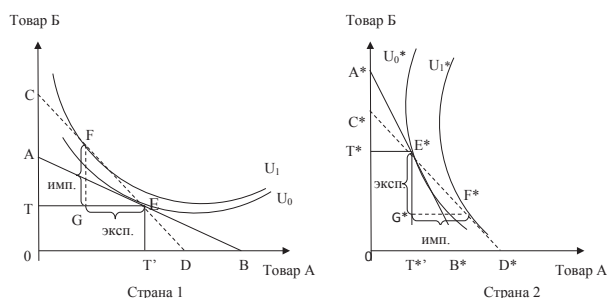 Товар Б
C
F
A
U₁
имп.
E
U₀
T
G
эксп.
0
T’
D
B
Товар А
Страна 1
Товар Б
U₀*
U₁*
A*
C*
E*
T*
эксп
F*
G*
имп.
0
T*’
B*
D*
Товар А
Страна 2